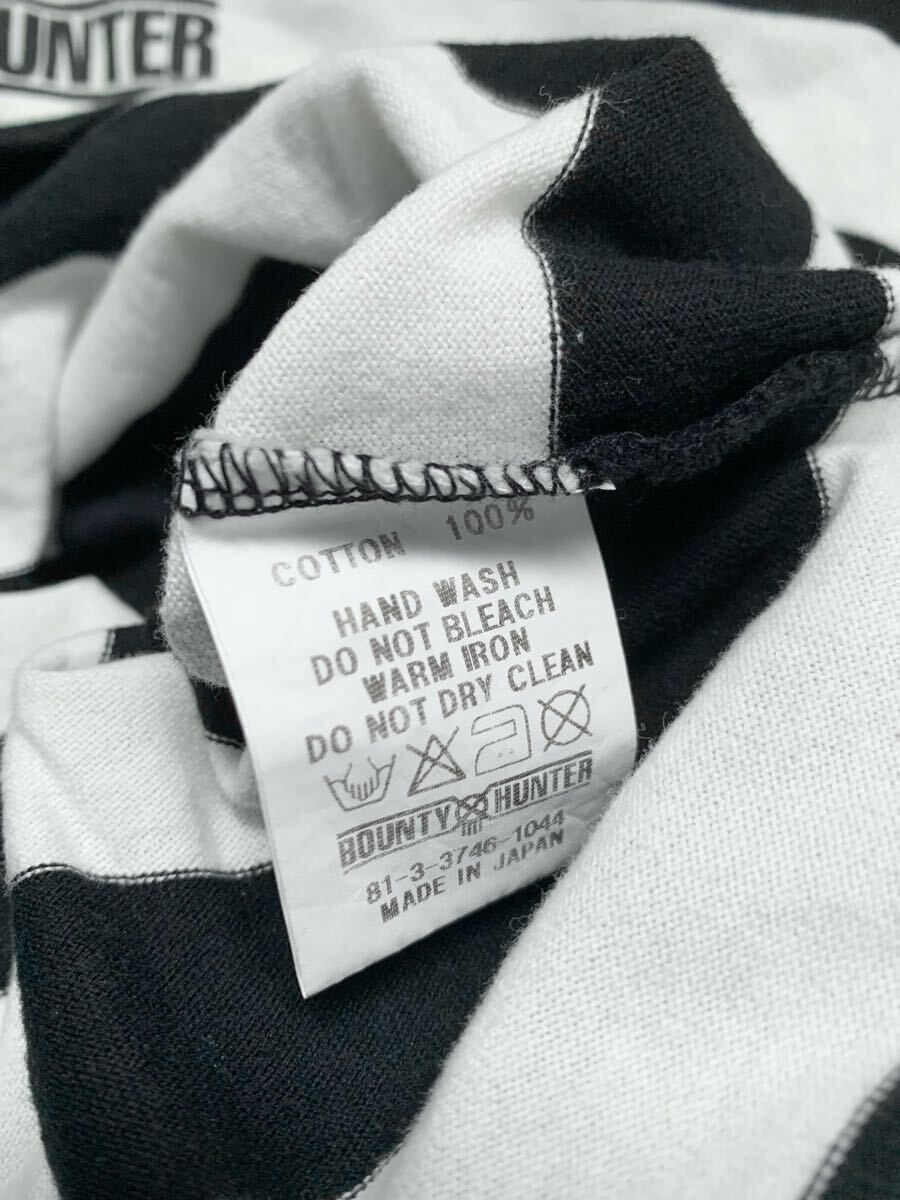 UNTER
COTTON 100%
HAND WASH
DO NOT BLEACH
WARM IRON
DO NOT DRY CLEAN
BOUNTY HUNTER
81-3-3746-1044
MADE IN JAPAN